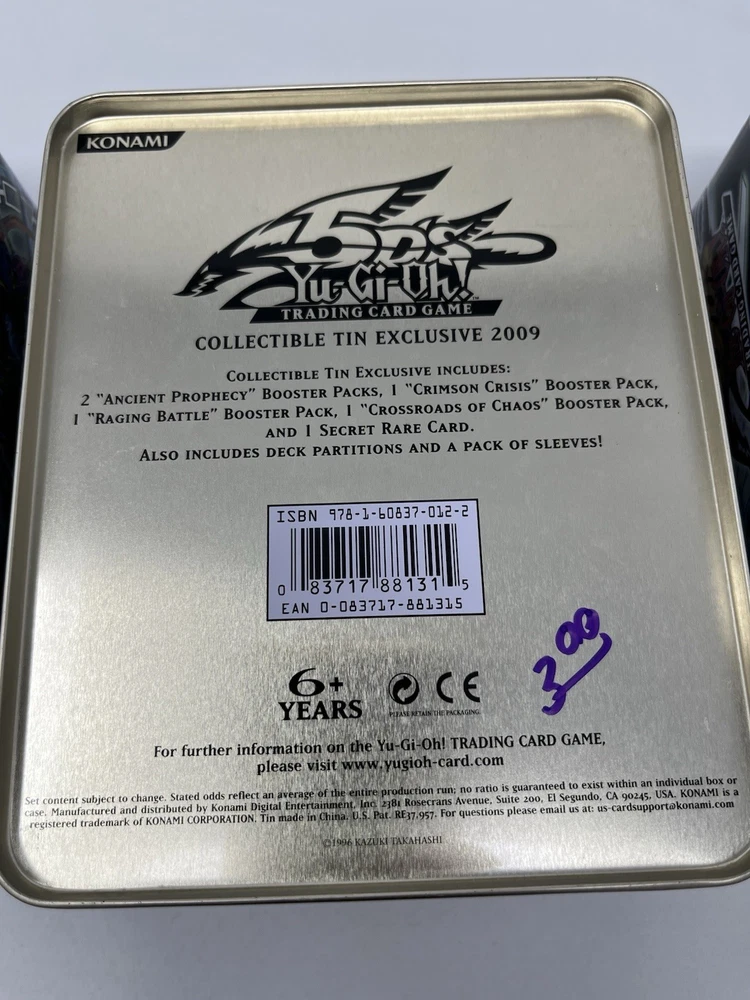 KONAMI
5D's
Yu-Gi-Oh!
TRADING CARD GAME
COLLECTIBLE TIN EXCLUSIVE 2009
COLLECTIBLE TIN EXCLUSIVE INCLUDES:
2 "ANCIENT PROPHECY" BOOSTER PACKS, 1 "CRIMSON CRISIS" BOOSTER PACK,
1 "RAGING BATTLE" BOOSTER PACK, 1 "CROSSROADS OF CHAOS" BOOSTER PACK,
AND 1 SECRET RARE CARD.
ALSO INCLUDES DECK PARTITIONS AND A PACK OF SLEEVES!
ISBN 978-1-60837-012-2
0 83717 88131 5
EAN 0-083717-881315
3 00
6+
YEARS
CE
PLEASE RETAIN THE PACKAGING
For further information on the Yu-Gi-Oh! TRADING CARD GAME,
please visit www.yugioh-card.com
Set content subject to change. Stated odds reflect an average of the entire production run; no ratio is guaranteed to exist within an individual box or
case. Manufactured and distributed by Konami Digital Entertainment, Inc. 2381 Rosecrans Avenue, Suite 200, El Segundo, CA 90245, USA. KONAMI is a
registered trademark of KONAMI CORPORATION. Tin made in China. U.S. Pat. RE37,957. For questions please email us at: us-cardsupport@konami.com
©1996 KAZUKI TAKAHASHI